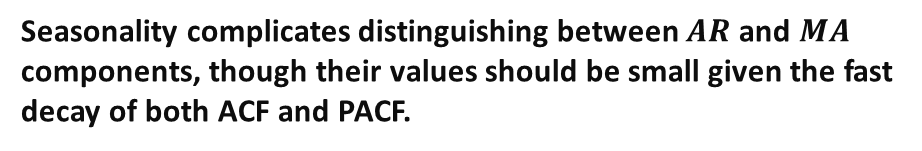 Seasonality complicates distinguishing between AR and MA
components, though their values should be small given the fast
decay of both ACF and PACF.